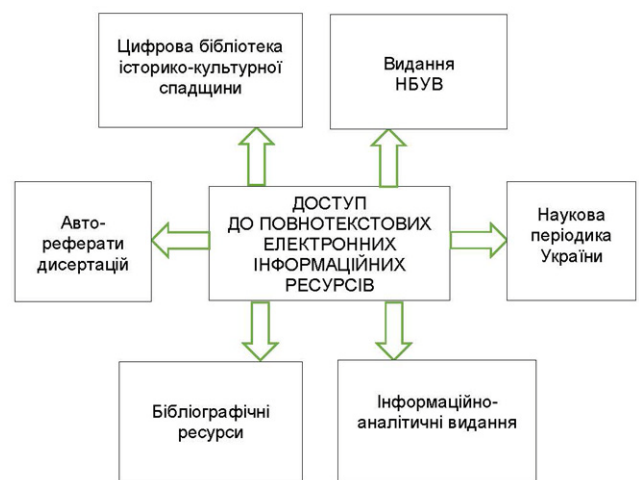 Цифрова бібліотека
історико-культурної
спадщини
Видання
НБУВ
Авто-
реферати
дисертацій
ДОСТУП
ДО ПОВНОТЕКСТОВИХ
ЕЛЕКТРОННИХ
ІНФОРМАЦІЙНИХ
РЕСУРСІВ
Наукова
періодика
України
Бібліографічні
ресурси
Інформаційно-
аналітичні видання